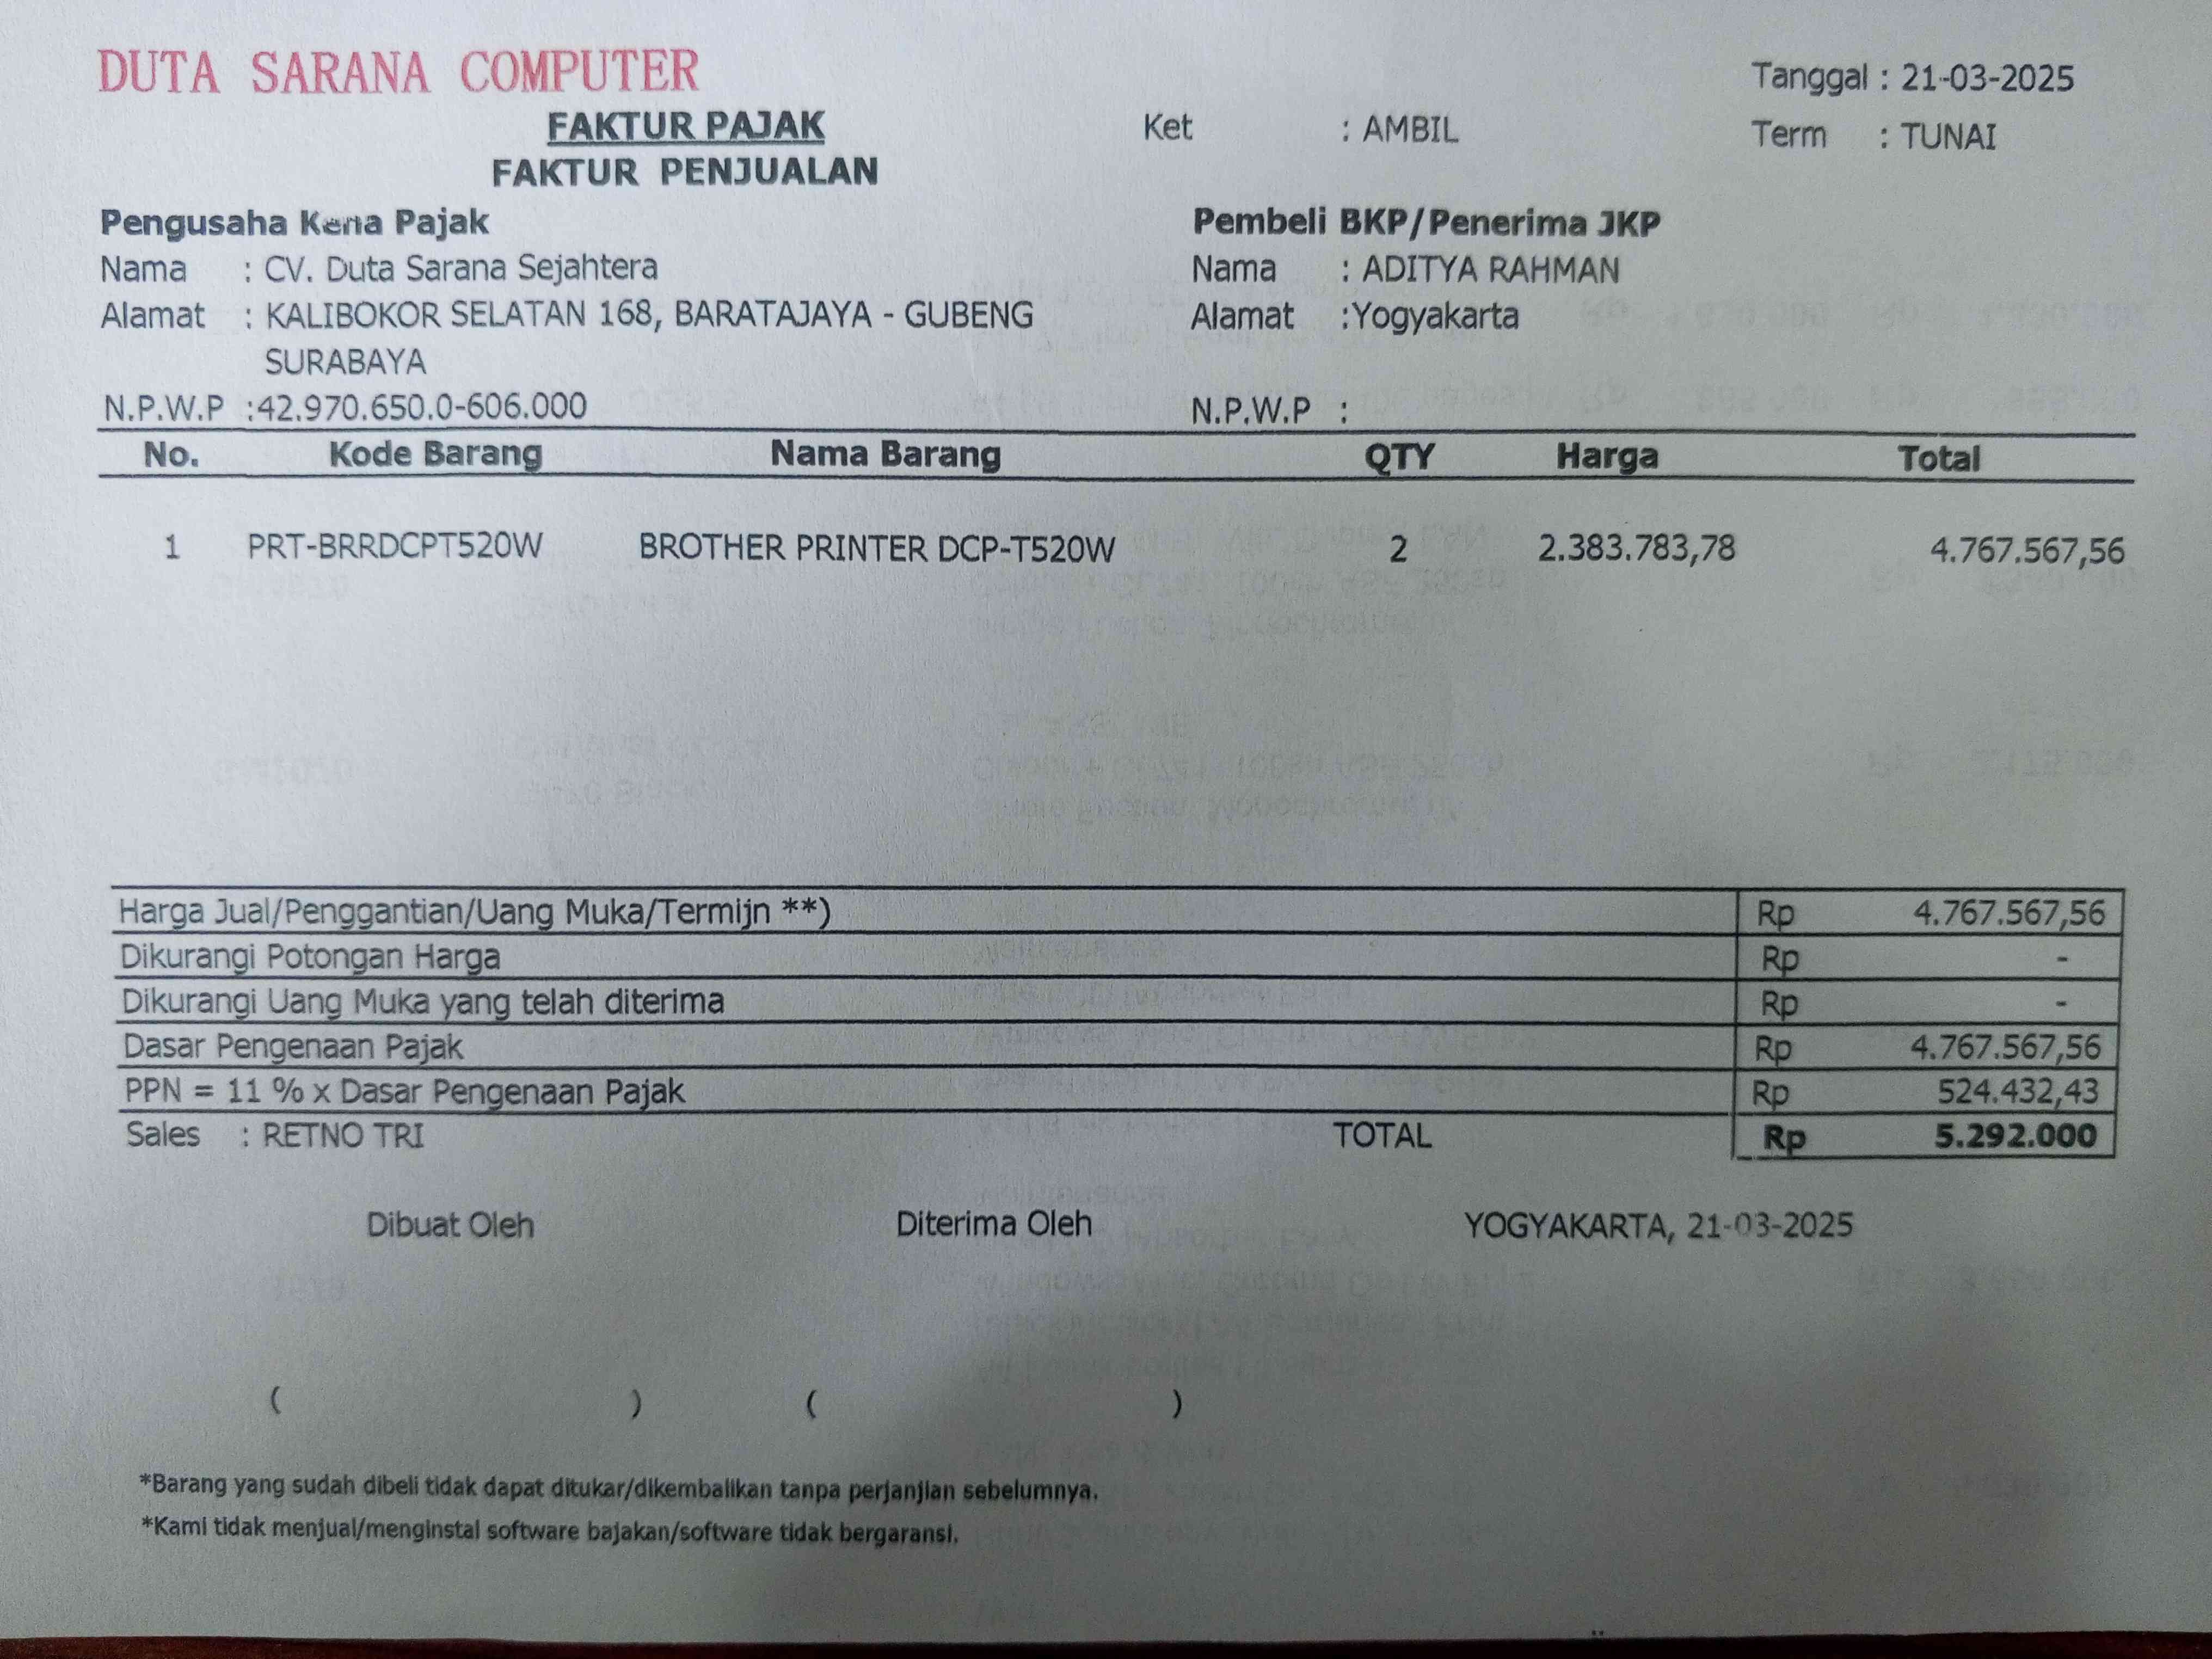 DUTA SARANA COMPUTER
FAKTUR PAJAK
FAKTUR PENJUALAN
Ket : AMBIL
Tanggal : 21-03-2025
Term : TUNAI
Pengusaha Kena Pajak
Nama : CV. Duta Sarana Sejahtera
Alamat : KALIBOKOR SELATAN 168, BARATAJAYA - GUBENG
SURABAYA
N.P.W.P :42.970.650.0-606.000
Pembeli BKP/Penerima JKP
Nama : ADITYA RAHMAN
Alamat :Yogyakarta
N.P.W.P :
No. Kode Barang Nama Barang QTY Harga Total
1 PRT-BRRDCPT520W BROTHER PRINTER DCP-T520W 2 2.383.783,78 4.767.567,56
Harga Jual/Penggantian/Uang Muka/Termijn **) Rp 4.767.567,56
Dikurangi Potongan Harga Rp -
Dikurangi Uang Muka yang telah diterima Rp -
Dasar Pengenaan Pajak Rp 4.767.567,56
PPN = 11 % x Dasar Pengenaan Pajak Rp 524.432,43
Sales : RETNO TRI TOTAL Rp 5.292.000
Dibuat Oleh Diterima Oleh YOGYAKARTA, 21-03-2025
( ) ( )
*Barang yang sudah dibeli tidak dapat ditukar/dikembalikan tanpa perjanjian sebelumnya.
*Kami tidak menjual/menginstal software bajakan/software tidak bergaransi.